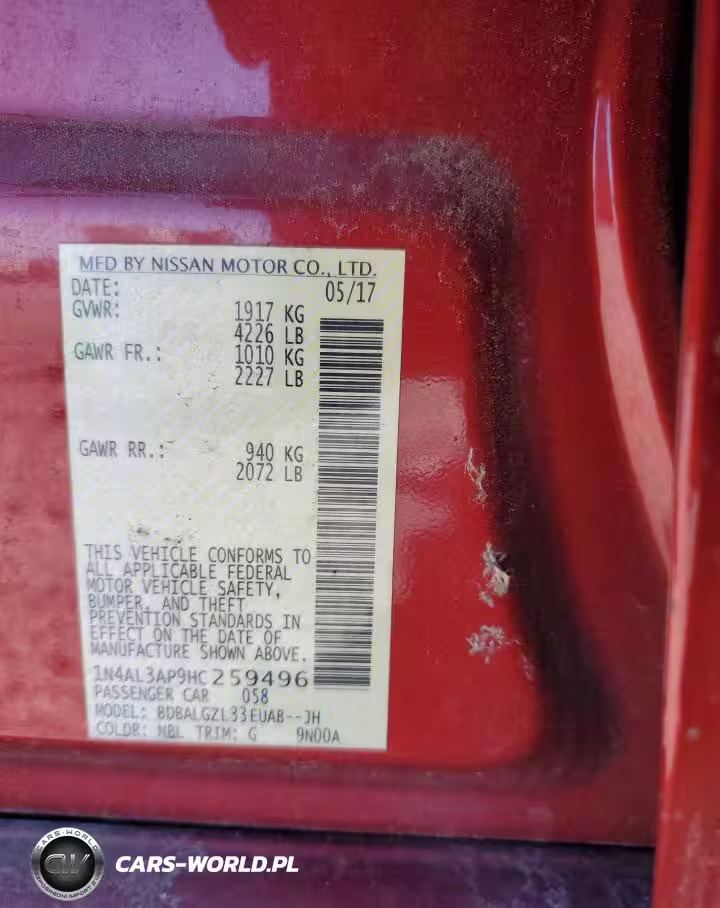 MFD BY NISSAN MOTOR CO., LTD.
DATE: 05/17
GVWR: 1917 KG
4226 LB
GAWR FR.: 1010 KG
2227 LB
GAWR RR.: 940 KG
2072 LB
THIS VEHICLE CONFORMS TO
ALL APPLICABLE FEDERAL
MOTOR VEHICLE SAFETY,
BUMPER, AND THEFT
PREVENTION STANDARDS IN
EFFECT ON THE DATE OF
MANUFACTURE SHOWN ABOVE.
1N4AL3AP9HC259496
PASSENGER CAR 058
MODEL: BDBALGZL33EUAB--JH
COLOR: NBL TRIM: G 9N00A
CARS-WORLD
CW
CARS-WORLD.PL